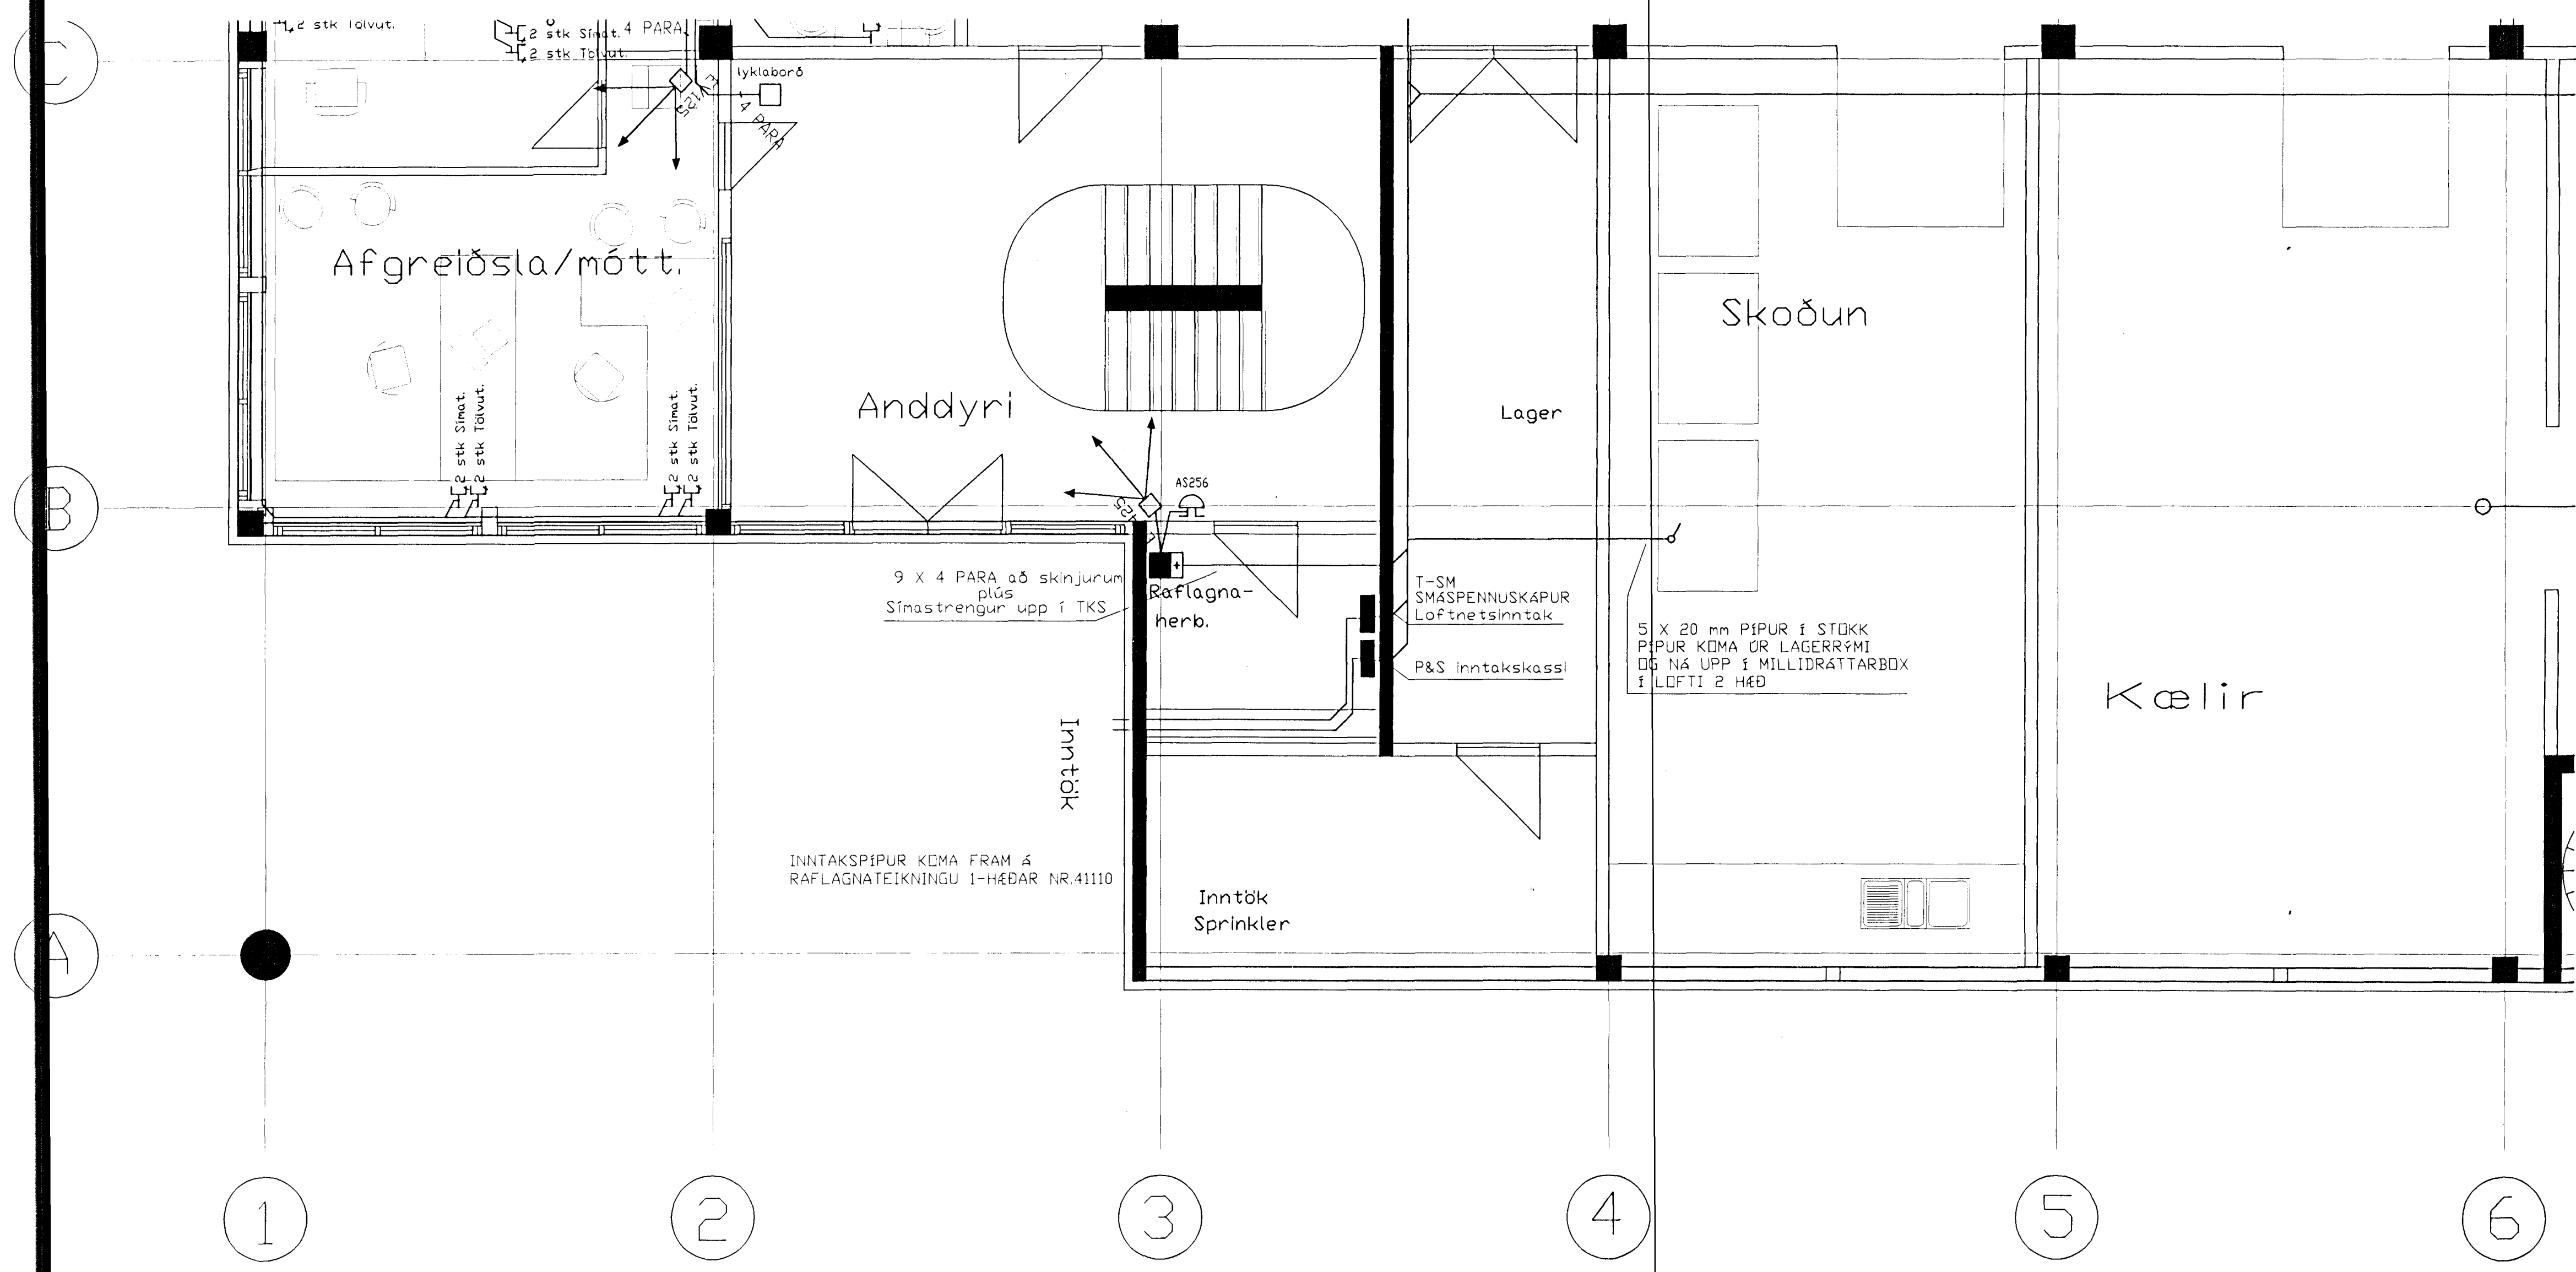 2 stk Tölvut.
2 stk Símat. 4 PARA
2 stk Tölvut.
lyklaborð
EV125
4 PARA
C
Afgreiðsla/mótt.
Skoðun
Anddyri
Lager
2 stk Símat.
2 stk Tölvut.
2 stk Símat.
2 stk Tölvut.
AS256
B
9 X 4 PARA að skinjurum
plús
Símastrengur upp í TKS
Raflagna-
herb.
T-SM
SMÁSPENNUSKÁPUR
Loftnetsinntak
P&S inntakskassi
5 X 20 mm PÍPUR Í STOKK
PÍPUR KOMA ÚR LAGERRÝMI
OG NÁ UPP Í MILLIDRÁTTARBOX
Í LOFTI 2 HÆÐ
Kælir
Inntök
INNTAKSPÍPUR KOMA FRAM Á
RAFLAGNATEIKNINGU 1-HÆÐAR NR.41110
Inntök
Sprinkler
A
1
2
3
4
5
6